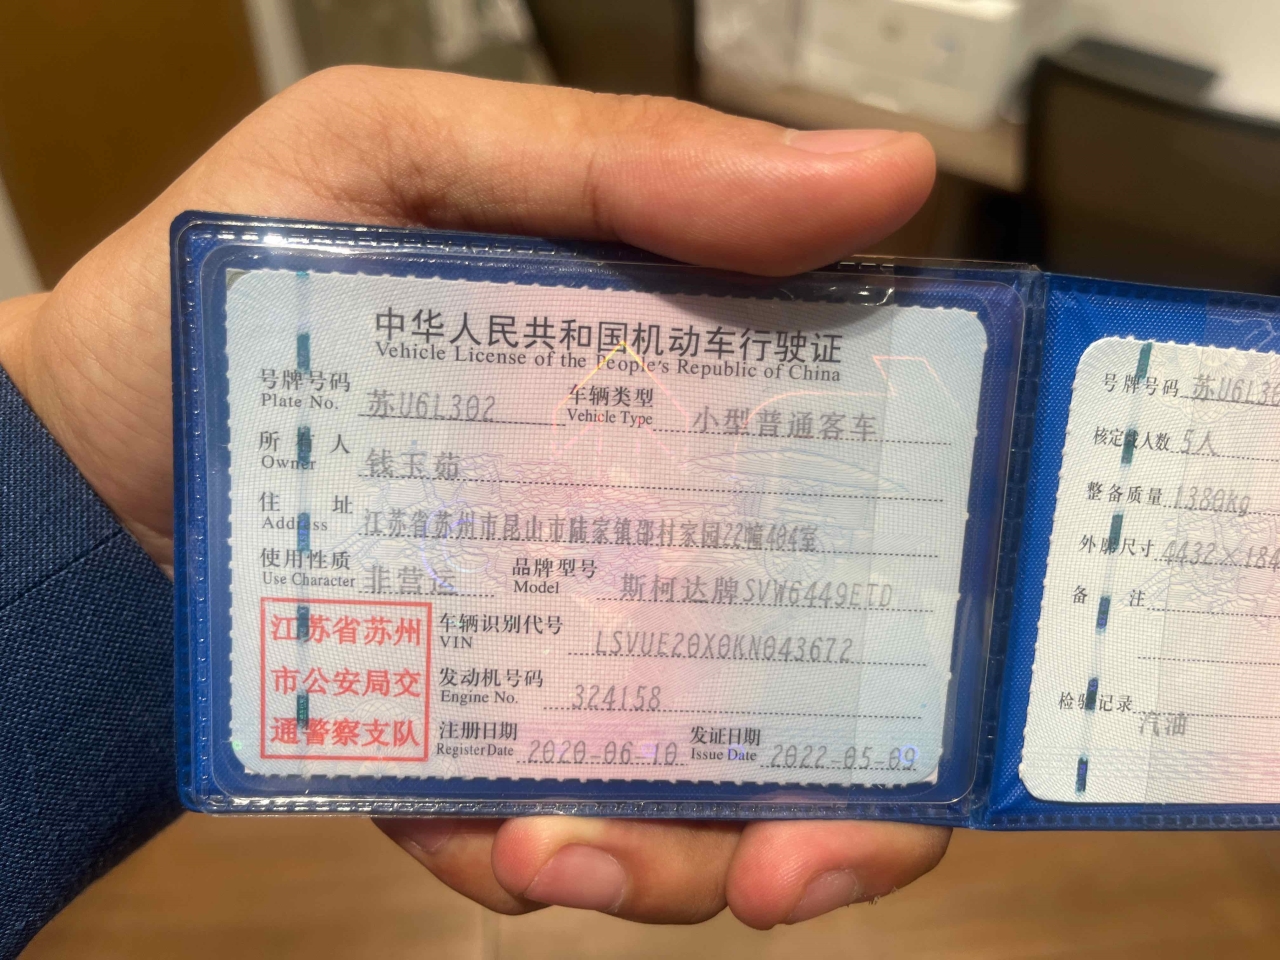 中华人民共和国机动车行驶证
Vehicle License of the People's Republic of China
号牌号码 苏U6L302 车辆类型 小型普通客车
Plate No. Vehicle Type
所有人 钱玉茹
Owner
住址 江苏省苏州市昆山市陆家镇邵村家园22幢404室
Address
使用性质 非营运 品牌型号 斯柯达牌SVW6449ETD
Use Character Model
江苏省苏州
市公安局交
通警察支队
车辆识别代号 LSVUE20X0KN043672
VIN
发动机号码 324158
Engine No.
注册日期 2020-06-10 发证日期 2022-05-09
Register Date Issue Date
号牌号码 苏U6L30
核定载人数 5人
整备质量 1380kg
外廓尺寸 4432×184
备注
检验记录
汽油